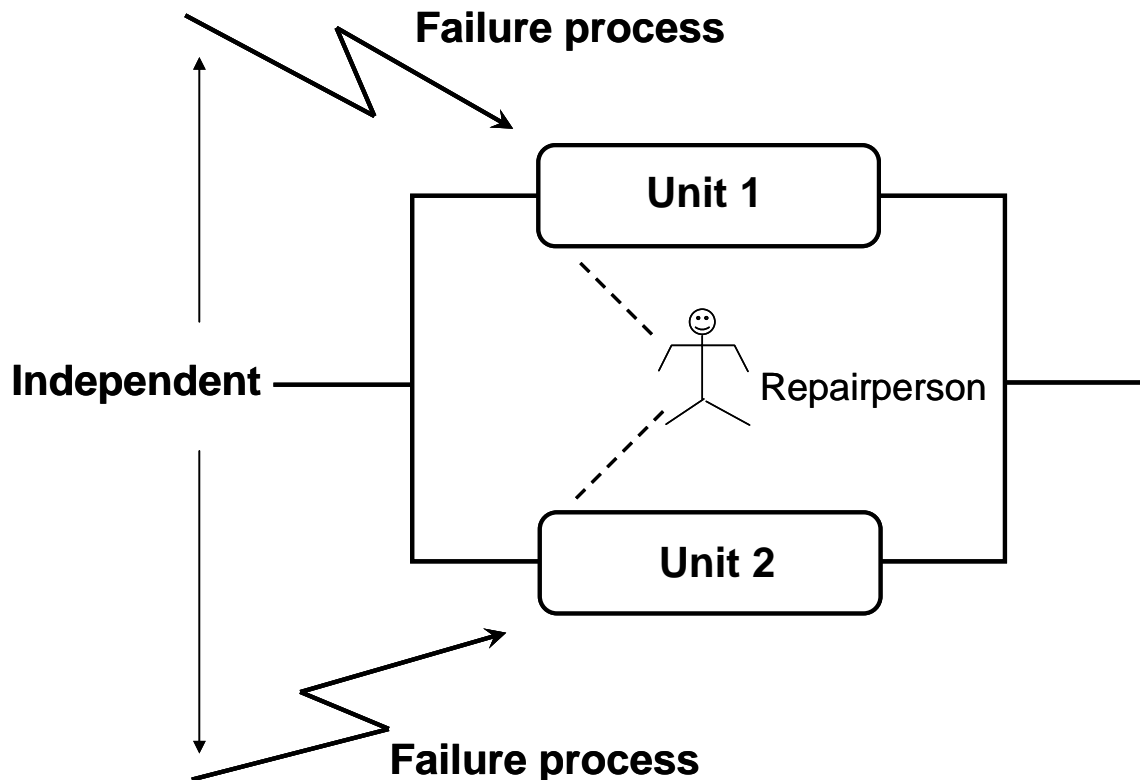 Failure process
Unit 1
Independent
Repairperson
Unit 2
Failure process